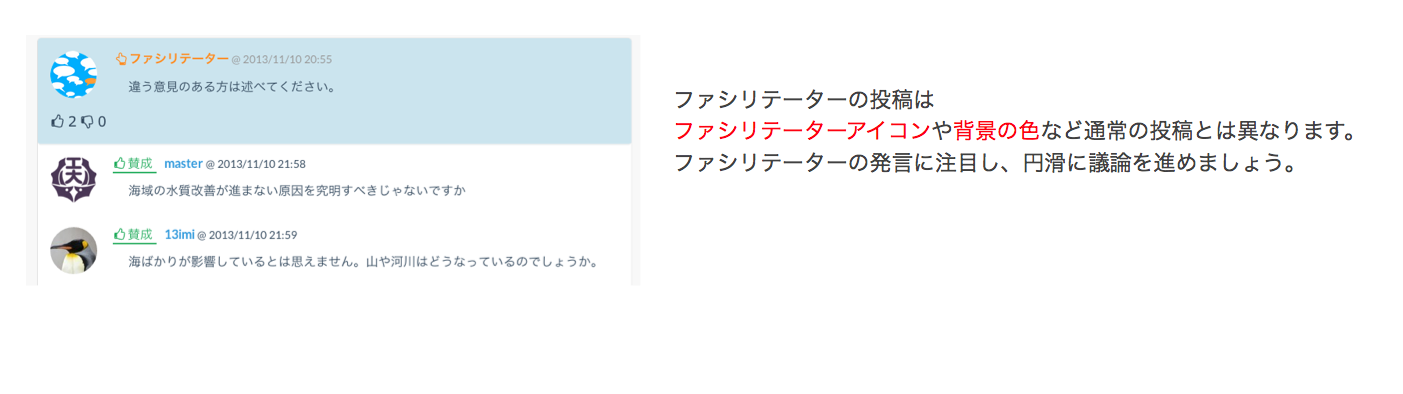 ファシリテーター @ 2013/11/10 20:55
違う意見のある方は述べてください。
2 0
賛成 master @ 2013/11/10 21:58
海域の水質改善が進まない原因を究明すべきじゃないですか
賛成 13imi @ 2013/11/10 21:59
海ばかりが影響しているとは思えません。山や河川はどうなっているのでしょうか。
ファシリテーターの投稿は
ファシリテーターアイコンや背景の色など通常の投稿とは異なります。
ファシリテーターの発言に注目し、円滑に議論を進めましょう。